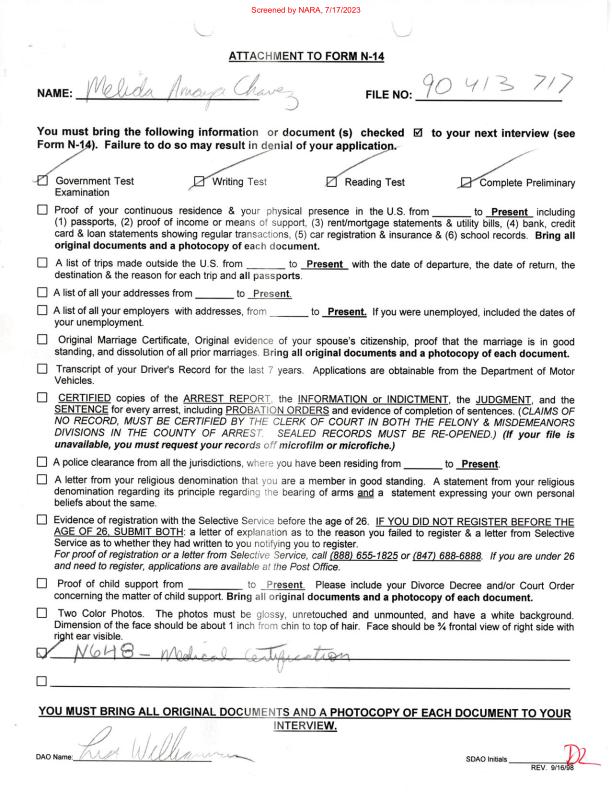 Screened by NARA, 7/17/2023
ATTACHMENT TO FORM N-14
NAME: Melida Amaya Chavez FILE NO: 90 413 717
You must bring the following information or document (s) checked ☑ to your next interview (see
Form N-14). Failure to do so may result in denial of your application.
☑ Government Test ☑ Writing Test ☑ Reading Test ☑ Complete Preliminary
Examination
☐ Proof of your continuous residence & your physical presence in the U.S. from ________ to Present including
(1) passports, (2) proof of income or means of support, (3) rent/mortgage statements & utility bills, (4) bank, credit
card & loan statements showing regular transactions, (5) car registration & insurance & (6) school records. Bring all
original documents and a photocopy of each document.
☐ A list of trips made outside the U.S. from ______ to Present with the date of departure, the date of return, the
destination & the reason for each trip and all passports.
☐ A list of all your addresses from ______ to Present.
☐ A list of all your employers with addresses, from ______ to Present. If you were unemployed, included the dates of
your unemployment.
☐ Original Marriage Certificate, Original evidence of your spouse's citizenship, proof that the marriage is in good
standing, and dissolution of all prior marriages. Bring all original documents and a photocopy of each document.
☐ Transcript of your Driver's Record for the last 7 years. Applications are obtainable from the Department of Motor
Vehicles.
☐ CERTIFIED copies of the ARREST REPORT, the INFORMATION or INDICTMENT, the JUDGMENT, and the
SENTENCE for every arrest, including PROBATION ORDERS and evidence of completion of sentences. (CLAIMS OF
NO RECORD, MUST BE CERTIFIED BY THE CLERK OF COURT IN BOTH THE FELONY & MISDEMEANORS
DIVISIONS IN THE COUNTY OF ARREST. SEALED RECORDS MUST BE RE-OPENED.) (If your file is
unavailable, you must request your records off microfilm or microfiche.)
☐ A police clearance from all the jurisdictions, where you have been residing from ________ to Present.
☐ A letter from your religious denomination that you are a member in good standing. A statement from your religious
denomination regarding its principle regarding the bearing of arms and a statement expressing your own personal
beliefs about the same.
☐ Evidence of registration with the Selective Service before the age of 26. IF YOU DID NOT REGISTER BEFORE THE
AGE OF 26, SUBMIT BOTH: a letter of explanation as to the reason you failed to register & a letter from Selective
Service as to whether they had written to you notifying you to register.
For proof of registration or a letter from Selective Service, call (888) 655-1825 or (847) 688-6888. If you are under 26
and need to register, applications are available at the Post Office.
☐ Proof of child support from ________ to Present. Please include your Divorce Decree and/or Court Order
concerning the matter of child support. Bring all original documents and a photocopy of each document.
☐ Two Color Photos. The photos must be glossy, unretouched and unmounted, and have a white background.
Dimension of the face should be about 1 inch from chin to top of hair. Face should be ¾ frontal view of right side with
right ear visible.
☑ N648 - Medical Certification
☐
YOU MUST BRING ALL ORIGINAL DOCUMENTS AND A PHOTOCOPY OF EACH DOCUMENT TO YOUR
INTERVIEW.
DAO Name: Lisa Williamson SDAO Initials DL
REV. 9/16/98